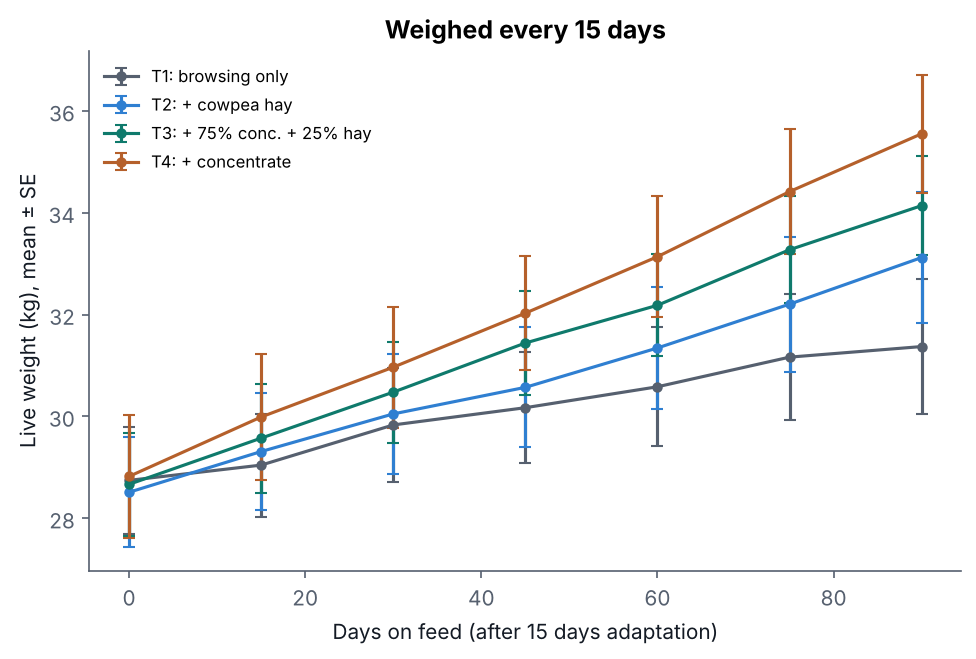 Weighed every 15 days
T1: browsing only
T2: + cowpea hay
T3: + 75% conc. + 25% hay
T4: + concentrate
Live weight (kg), mean ± SE
36
34
32
30
28
0 20 40 60 80
Days on feed (after 15 days adaptation)